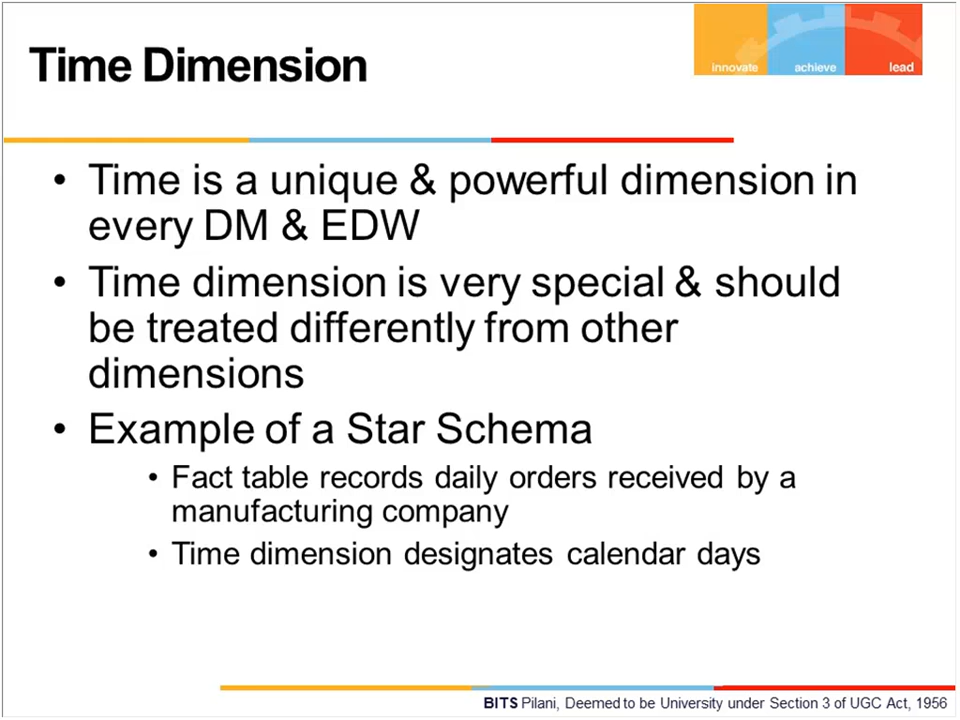 Time Dimension
innovate achieve lead
• Time is a unique & powerful dimension in
every DM & EDW
• Time dimension is very special & should
be treated differently from other
dimensions
• Example of a Star Schema
• Fact table records daily orders received by a
manufacturing company
• Time dimension designates calendar days
BITS Pilani, Deemed to be University under Section 3 of UGC Act, 1956